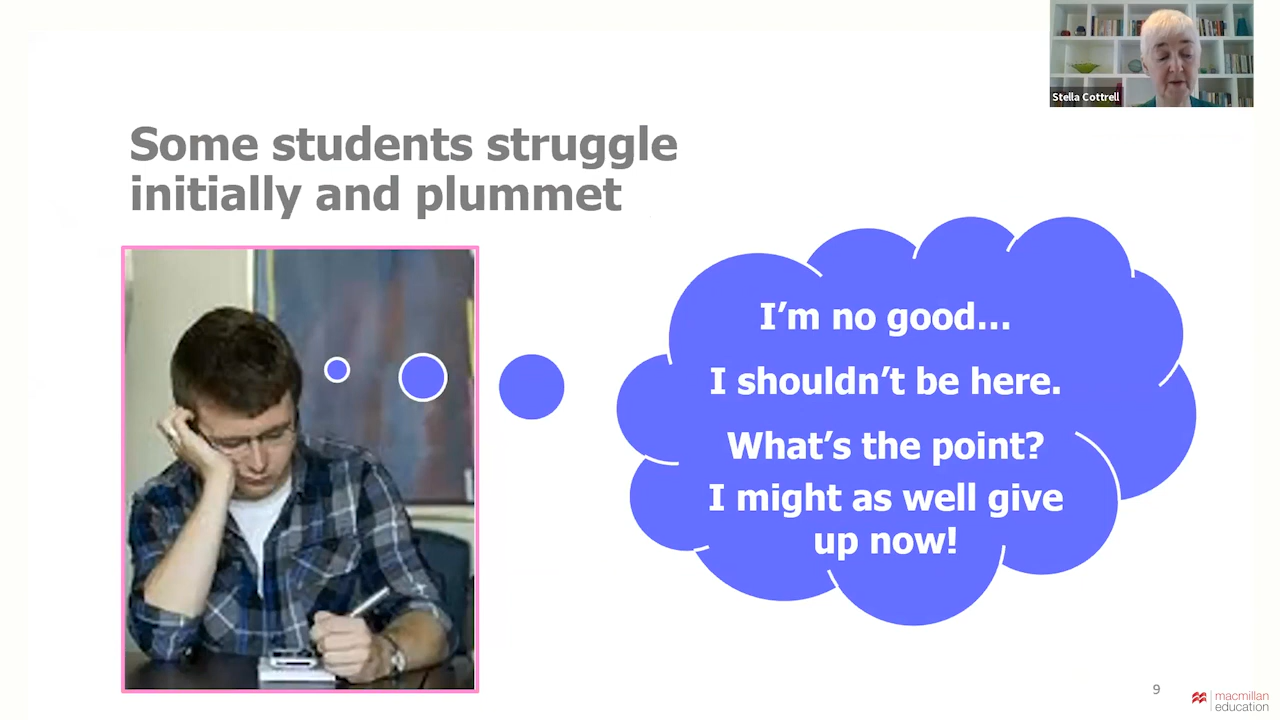 Stella Cottrell
Some students struggle
initially and plummet
I’m no good...
I shouldn’t be here.
What’s the point?
I might as well give
up now!
9
macmillan
education